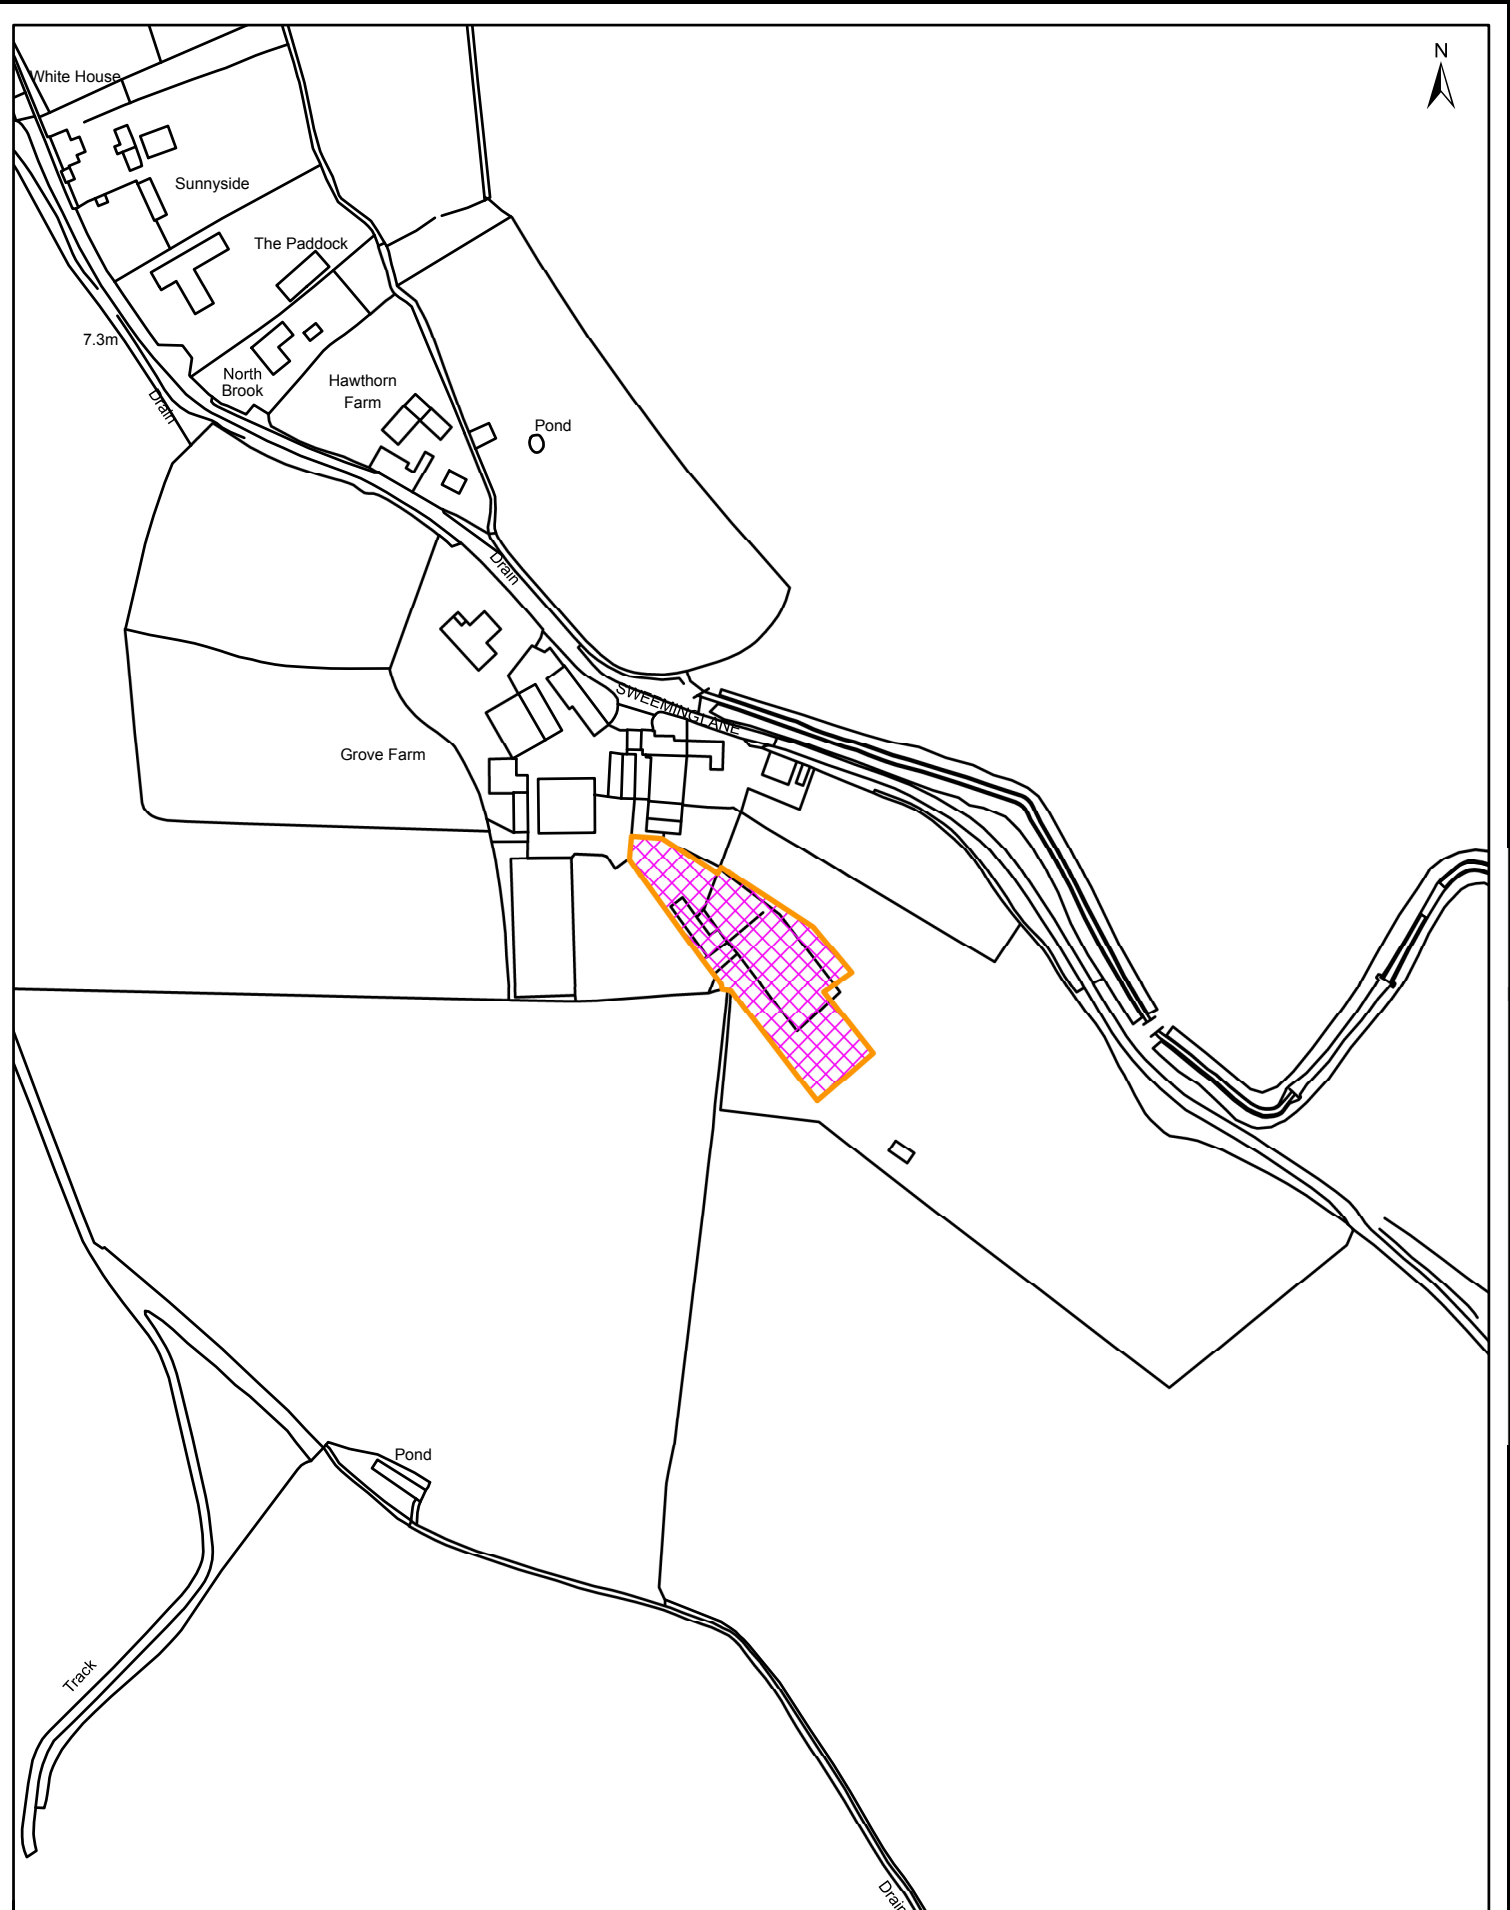 N
White House
Sunnyside
The Paddock
7.3m
North
Brook
Hawthorn
Farm
Drain
Pond
Drain
SWEEMING LANE
Grove Farm
Pond
Track
Drain